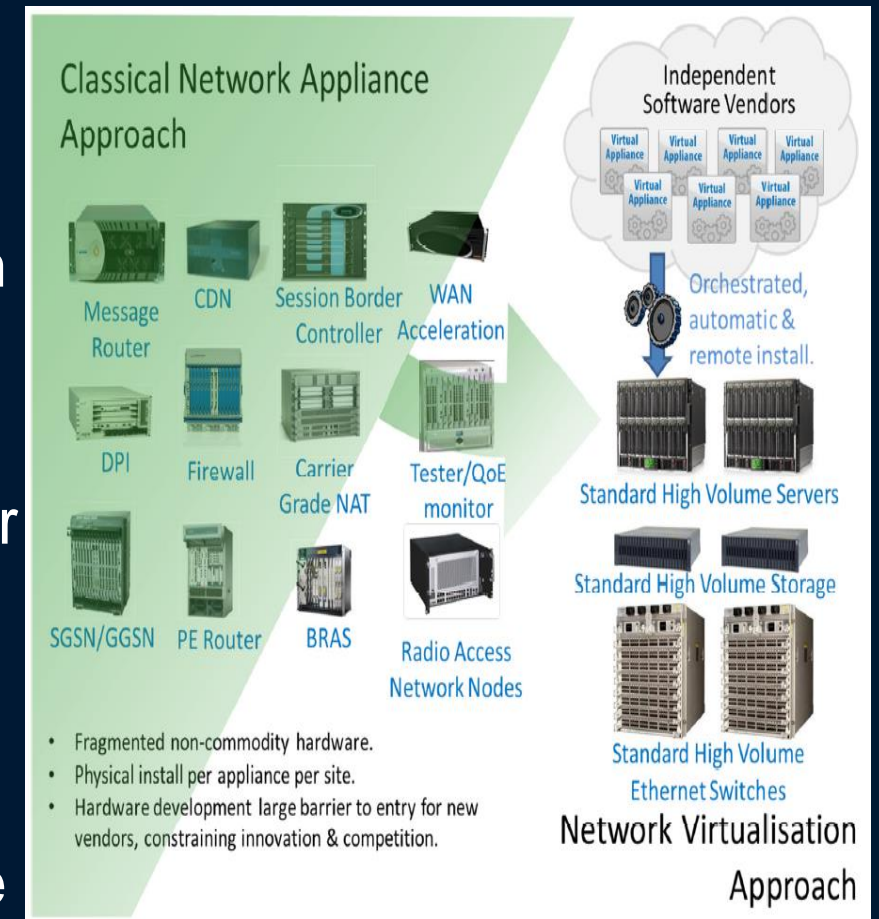 Classical Network Appliance
Approach
Message
Router
CDN
Session Border
Controller
WAN
Acceleration
DPI
Firewall
Carrier
Grade NAT
Tester/QoE
monitor
SGSN/GGSN
PE Router
BRAS
Radio Access
Network Nodes
• Fragmented non-commodity hardware.
• Physical install per appliance per site.
• Hardware development large barrier to entry for new
vendors, constraining innovation & competition.
Independent
Software Vendors
Virtual
Appliance
Virtual
Appliance
Virtual
Appliance
Virtual
Appliance
Virtual
Appliance
Virtual
Appliance
Virtual
Appliance
Orchestrated,
automatic &
remote install.
Standard High Volume Servers
Standard High Volume Storage
Standard High Volume
Ethernet Switches
Network Virtualisation
Approach